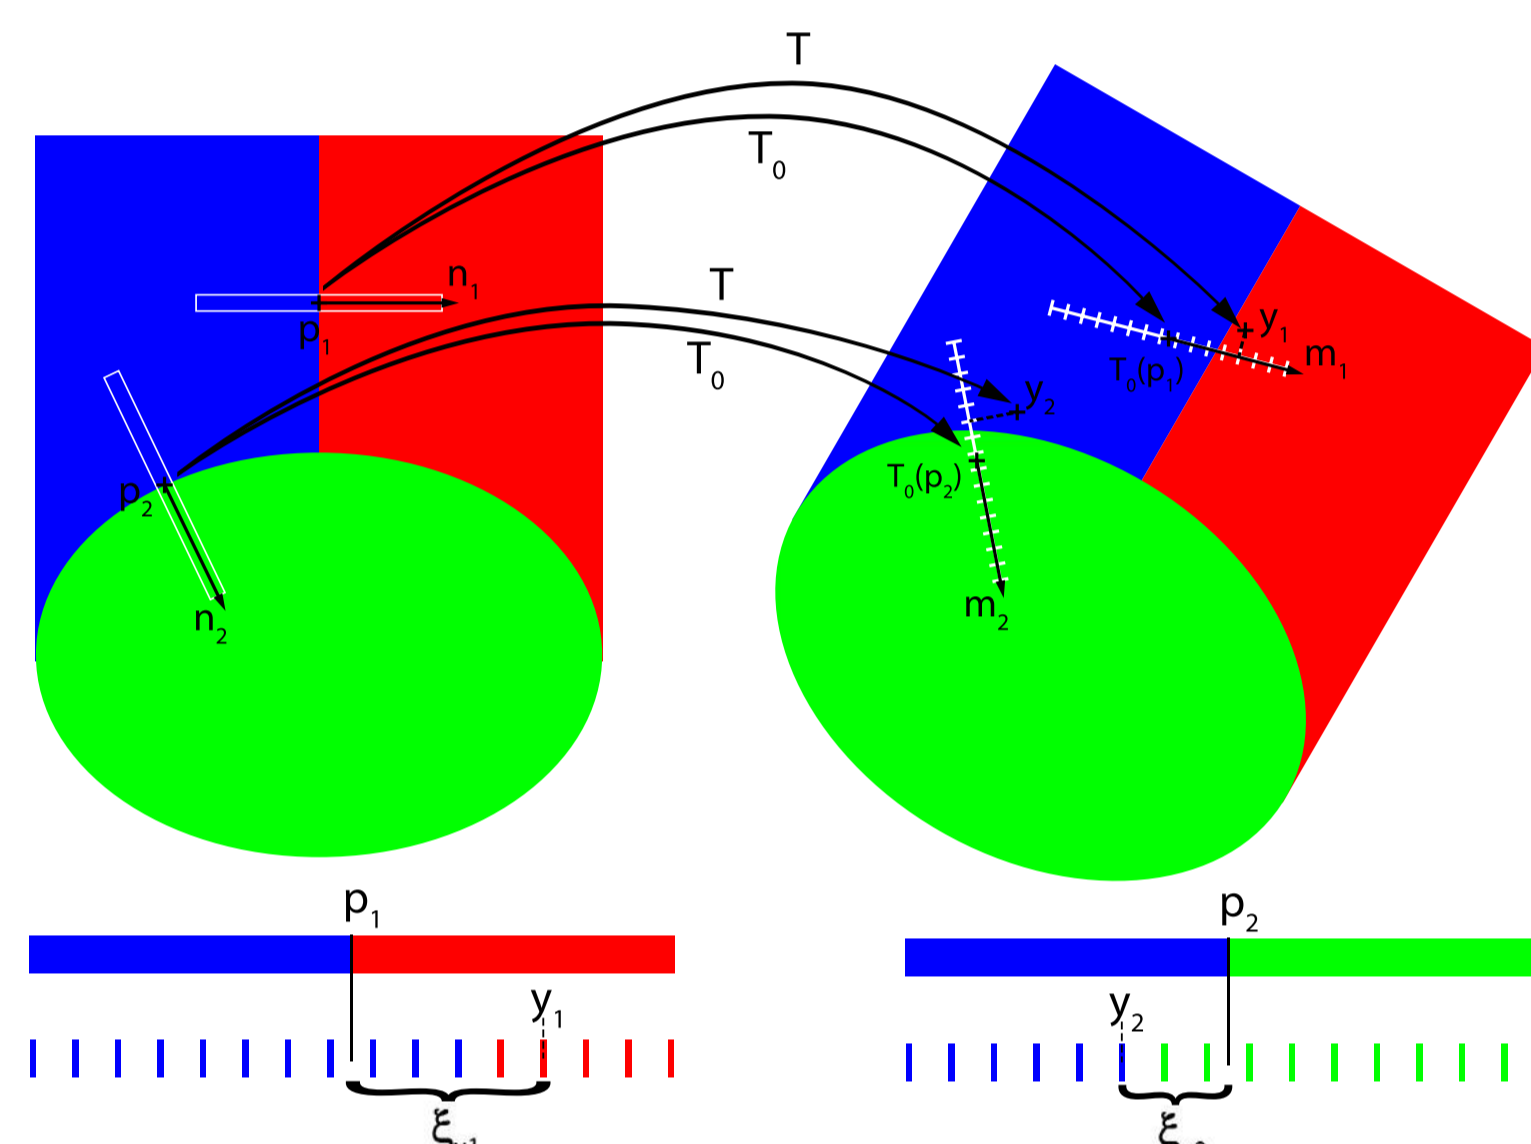 T
T₀
n₁
p₁
T
T₀
p₂
n₂
y₁
m₁
T₀(p₁)
y₂
T₀(p₂)
m₂
p₁
y₁
ξ
p₂
y₂
ξ